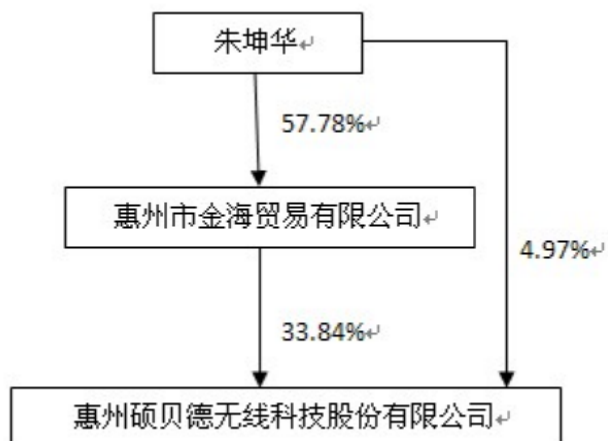 朱坤华
57.78%
惠州市金海贸易有限公司
4.97%
33.84%
惠州硕贝德无线科技股份有限公司